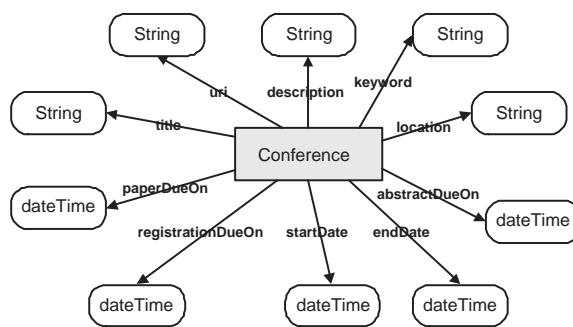 String
String
String
uri
description
keyword
String
title
location
String
Conference
dateTime
paperDueOn
abstractDueOn
dateTime
registrationDueOn
startDate
endDate
dateTime
dateTime
dateTime